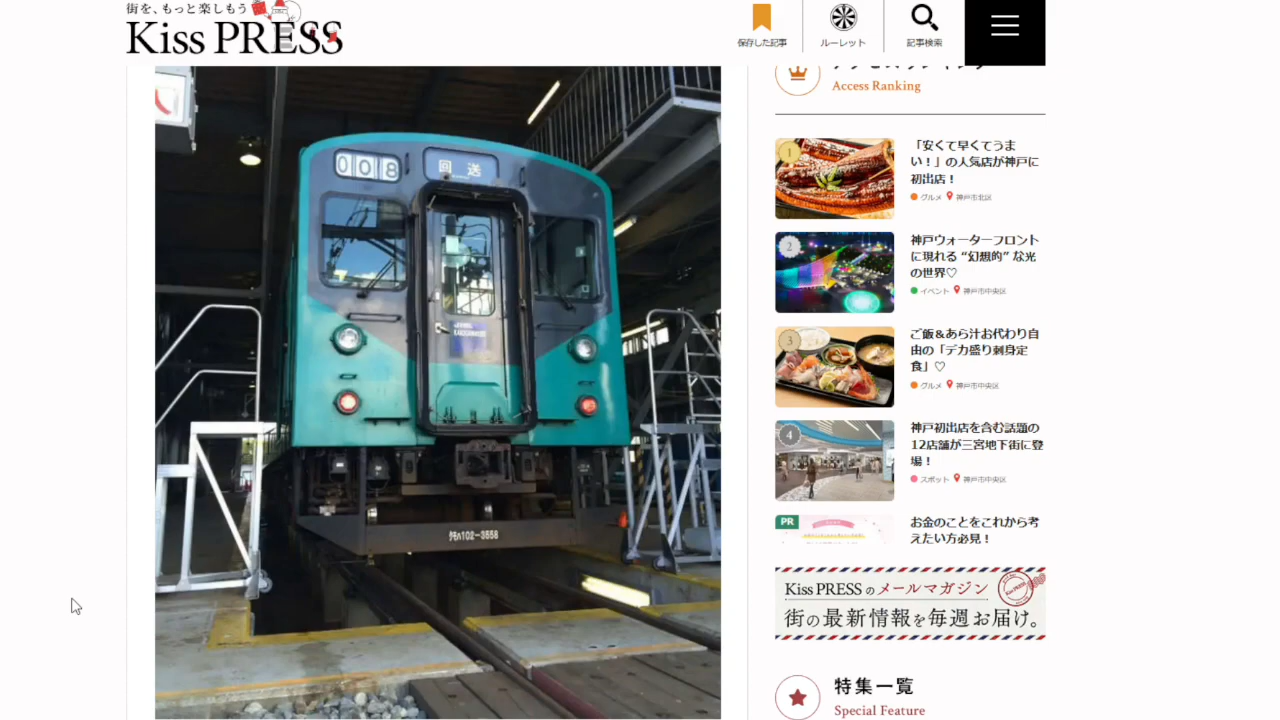 街を、もっと楽しもう
Kiss PRESS
保存した記事
ルーレット
記事検索
Access Ranking
008
回送
クモハ102-3558
1
「安くて早くてうま
い！」の人気店が神戸に
初出店！
グルメ 神戸市北区
2
神戸ウォーターフロント
に現れる “幻想的” な光
の世界♡
イベント 神戸市中央区
3
ご飯＆あら汁お代わり自
由の「デカ盛り刺身定
食」♡
グルメ 神戸市中央区
4
神戸初出店を含む話題の
12店舗が三宮地下街に登
場！
スポット 神戸市中央区
PR
お金のことをこれから考
えたい方必見！
Kiss PRESS のメールマガジン
街の最新情報を毎週お届け。
特集一覧
Special Feature